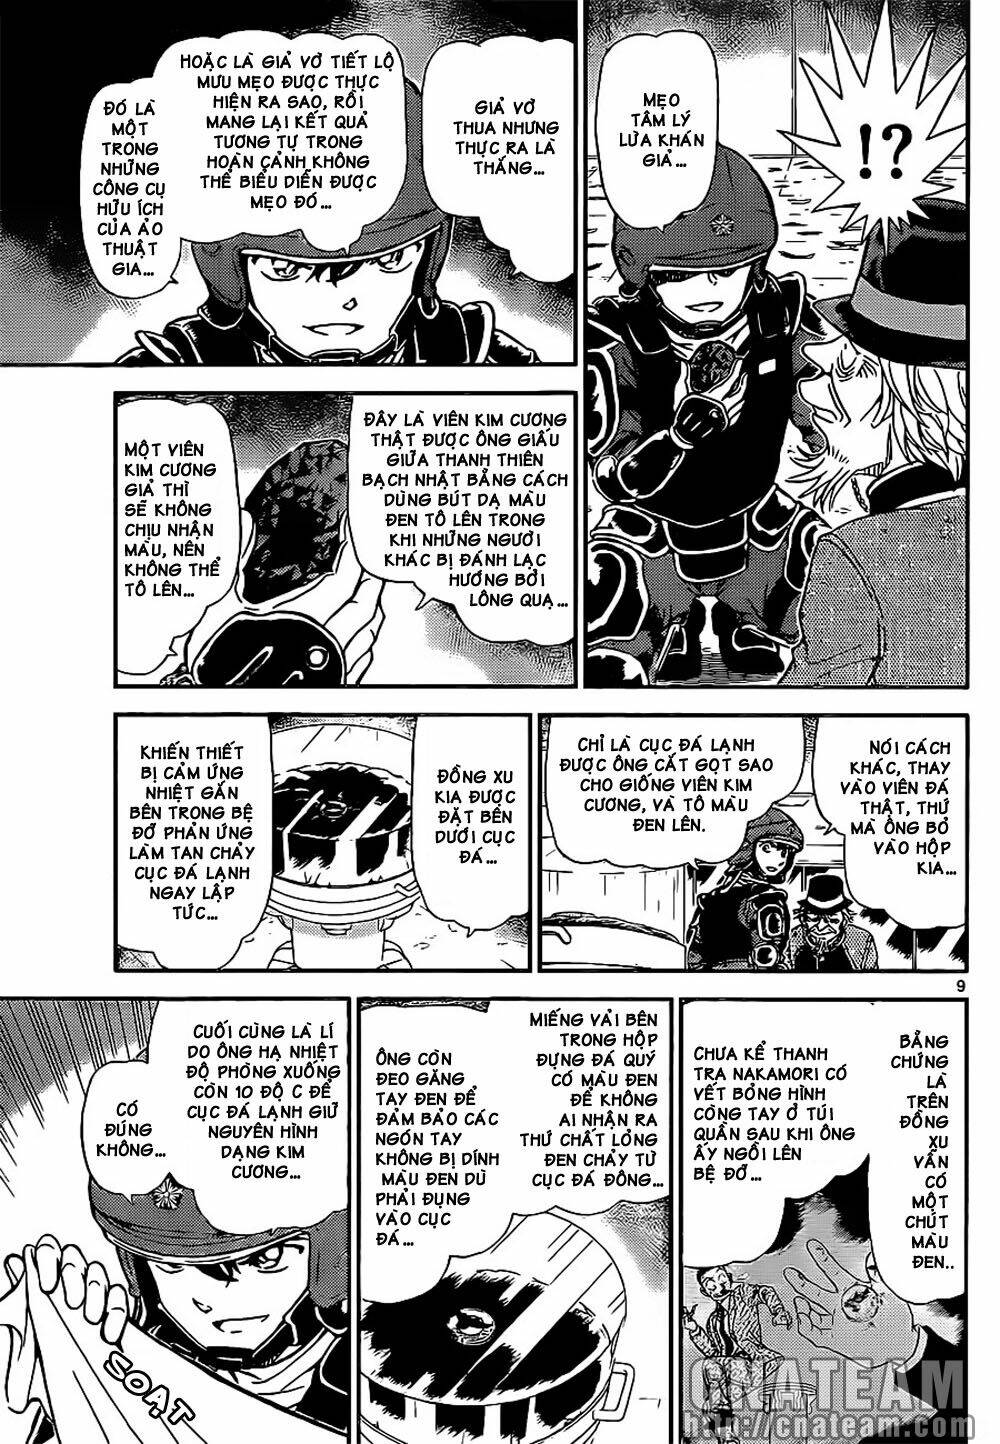 !?
MẸO
TÂM LÝ
LỪA KHÁN
GIẢ...
GIẢ VỜ
THUA NHƯNG
THỰC RA LÀ
THẮNG...
HOẶC LÀ GIẢ VỜ TIẾT LỘ
MƯU MẸO ĐƯỢC THỰC
HIỆN RA SAO, RỒI
MANG LẠI KẾT QUẢ
TƯƠNG TỰ TRONG
HOÀN CẢNH KHÔNG
THỂ BIỂU DIỄN ĐƯỢC
MẸO ĐÓ...
ĐÓ LÀ
MỘT
TRONG
NHỮNG
CÔNG CỤ
HỮU ÍCH
CỦA ẢO
THUẬT
GIA...
ĐÂY LÀ VIÊN KIM CƯƠNG
THẬT ĐƯỢC ÔNG GIẤU
GIỮA THANH THIÊN
BẠCH NHẬT BẰNG CÁCH
DÙNG BÚT DẠ MÀU
ĐEN TÔ LÊN TRONG
KHI NHỮNG NGƯỜI
KHÁC BỊ ĐÁNH LẠC
HƯỚNG BỞI
LÔNG QUẠ...
MỘT VIÊN
KIM CƯƠNG
GIẢ THÌ
SẼ KHÔNG
CHỊU NHẬN
MÀU, NÊN
KHÔNG THỂ
TÔ LÊN...
NÓI CÁCH
KHÁC, THAY
VÀO VIÊN ĐÁ
THẬT, THỨ
MÀ ÔNG BỎ
VÀO HỘP
KIA...
CHỈ LÀ CỤC ĐÁ LẠNH
ĐƯỢC ÔNG CẮT GỌT SAO
CHO GIỐNG VIÊN KIM
CƯƠNG, VÀ TÔ MÀU
ĐEN LÊN.
ĐỒNG XU
KIA ĐƯỢC
ĐẶT BÊN
DƯỚI CỤC
ĐÁ...
KHIẾN THIẾT
BỊ CẢM ỨNG
NHIỆT GẮN
BÊN TRONG BỆ
ĐỠ PHẢN ỨNG
LÀM TAN CHẢY
CỤC ĐÁ LẠNH
NGAY LẬP
TỨC...
9
BẰNG
CHỨNG
LÀ
TRÊN
ĐỒNG
XU
VẪN
CÓ
MỘT
CHÚT
MÀU
ĐEN..
CHƯA KỂ THANH
TRA NAKAMORI CÓ
VẾT BỎNG HÌNH
CÒNG TAY Ở TÚI
QUẦN SAU KHI ÔNG
ẤY NGỒI LÊN
BỆ ĐỠ...
MIẾNG VẢI BÊN
TRONG HỘP
ĐỰNG ĐÁ QUÝ
CÓ MÀU ĐEN
ĐỂ KHÔNG
AI NHẬN RA
THỨ CHẤT LỎNG
ĐEN CHẢY TỪ
CỤC ĐÁ ĐÔNG...
ÔNG CÒN
ĐEO GĂNG
TAY ĐEN ĐỂ
ĐẢM BẢO CÁC
NGÓN TAY
KHÔNG BỊ DÍNH
MÀU ĐEN DÙ
PHẢI ĐỤNG
VÀO CỤC
ĐÁ...
CUỐI CÙNG LÀ LÍ
DO ÔNG HẠ NHIỆT
ĐỘ PHÒNG XUỐNG
CÒN 10 ĐỘ C ĐỂ
CỤC ĐÁ LẠNH GIỮ
NGUYÊN HÌNH
DẠNG KIM
CƯƠNG...
CÓ
ĐÚNG
KHÔNG...
SOẠT
CNATEAM
http://cnateam.com/